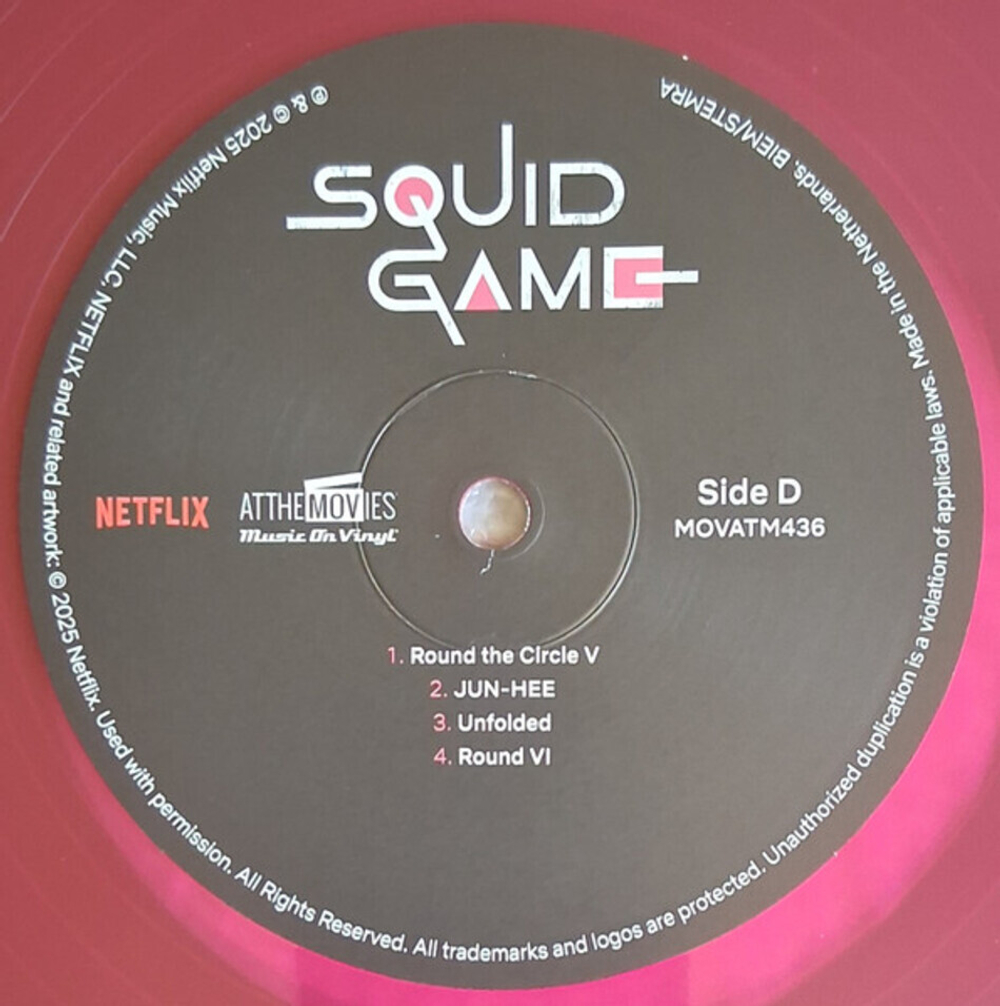 SQUID
GAME
NETFLIX
ATTHEMOVIES
Music On Vinyl
Side D
MOVATM436
1. Round the Circle V
2. JUN-HEE
3. Unfolded
4. Round VI
℗ & © 2025 Netflix Music, LLC. NETFLIX and related artwork: © 2025 Netflix. Used with permission. All Rights Reserved. All trademarks and logos are protected. Unauthorized duplication is a violation of applicable laws. Made in the Netherlands. BIEM/STEMRA